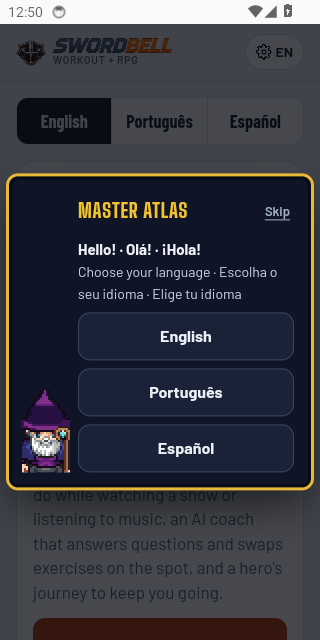 12:50
SWORDBELL
WORKOUT + RPG
EN
English
Português
Español
MASTER ATLAS
Skip
Hello! · Olá! · ¡Hola!
Choose your language · Escolha o
seu idioma · Elige tu idioma
English
Português
Español
do while watching a show or
listening to music, an AI coach
that answers questions and swaps
exercises on the spot, and a hero's
journey to keep you going.